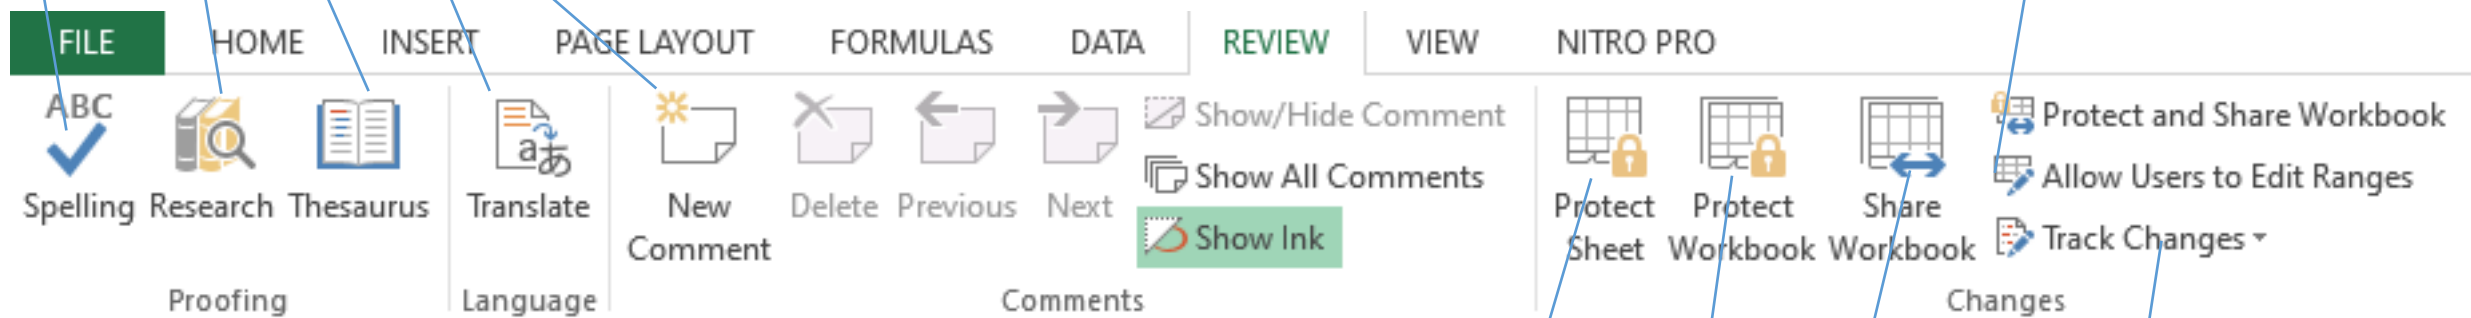 FILE HOME INSERT PAGE LAYOUT FORMULAS DATA REVIEW VIEW NITRO PRO
ABC
Spelling
Research
Thesaurus
Proofing
aあ
Translate
Language
New
Comment
Delete
Previous
Next
Show/Hide Comment
Show All Comments
Show Ink
Comments
Protect
Sheet
Protect
Workbook
Share
Workbook
Protect and Share Workbook
Allow Users to Edit Ranges
Track Changes
Changes